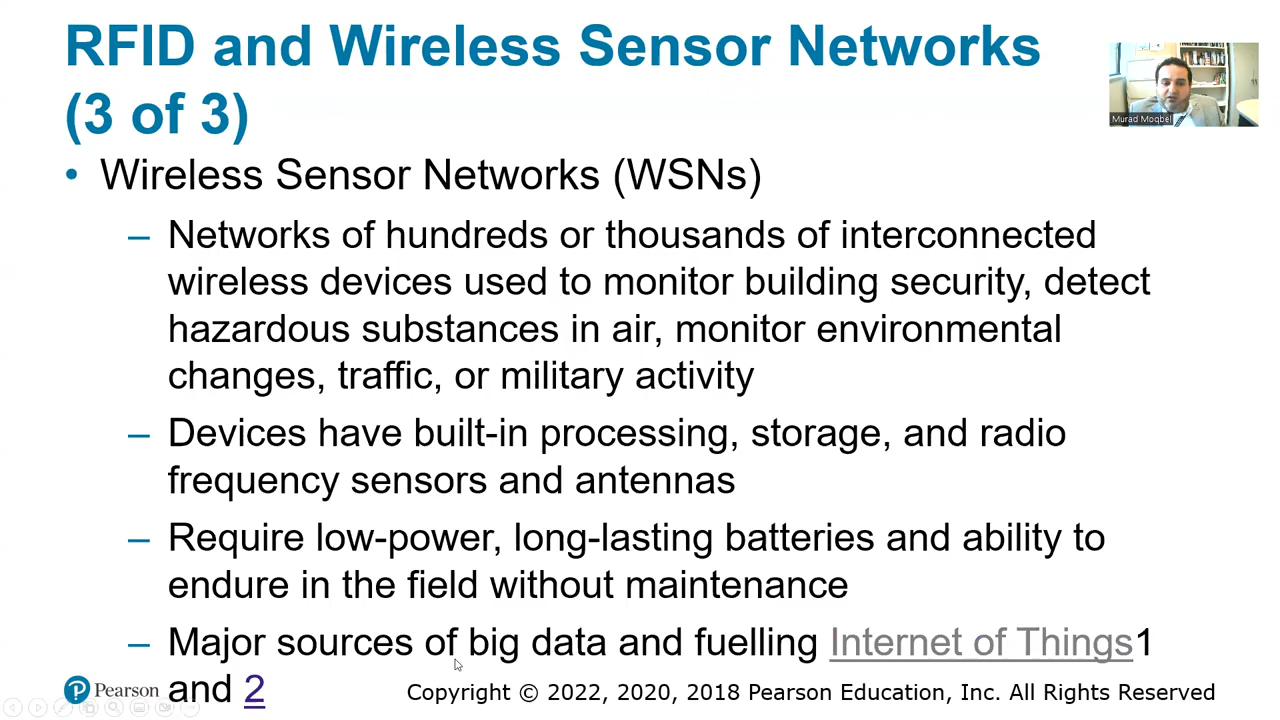 RFID and Wireless Sensor Networks
(3 of 3)
Murad Moqbel
• Wireless Sensor Networks (WSNs)
– Networks of hundreds or thousands of interconnected
wireless devices used to monitor building security, detect
hazardous substances in air, monitor environmental
changes, traffic, or military activity
– Devices have built-in processing, storage, and radio
frequency sensors and antennas
– Require low-power, long-lasting batteries and ability to
endure in the field without maintenance
– Major sources of big data and fuelling Internet of Things1
and 2
Pearson
Copyright © 2022, 2020, 2018 Pearson Education, Inc. All Rights Reserved